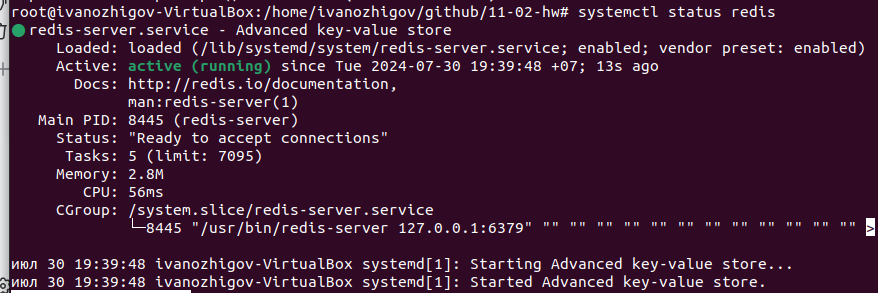 root@ivanozhigov-VirtualBox:/home/ivanozhigov/github/11-02-hw# systemctl status redis
● redis-server.service - Advanced key-value store
     Loaded: loaded (/lib/systemd/system/redis-server.service; enabled; vendor preset: enabled)
     Active: active (running) since Tue 2024-07-30 19:39:48 +07; 13s ago
       Docs: http://redis.io/documentation,
             man:redis-server(1)
   Main PID: 8445 (redis-server)
     Status: "Ready to accept connections"
      Tasks: 5 (limit: 7095)
     Memory: 2.8M
        CPU: 56ms
     CGroup: /system.slice/redis-server.service
             └─8445 "/usr/bin/redis-server 127.0.0.1:6379" "" "" "" "" "" "" "" "" "" "" "" "" >
июл 30 19:39:48 ivanozhigov-VirtualBox systemd[1]: Starting Advanced key-value store...
июл 30 19:39:48 ivanozhigov-VirtualBox systemd[1]: Started Advanced key-value store.